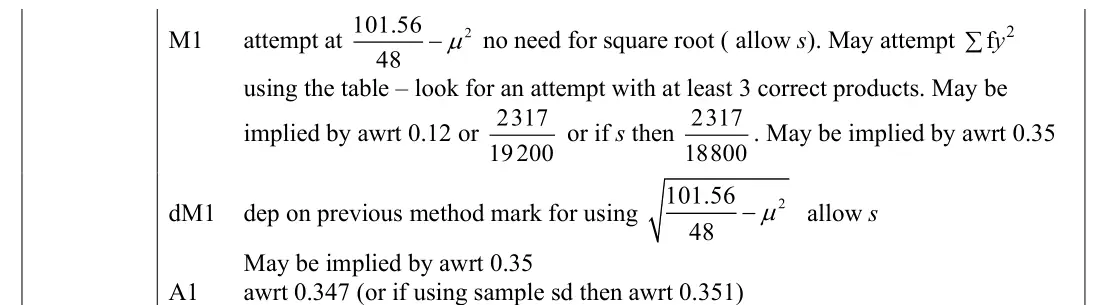 M1 attempt at 101.56/48 − μ² no need for square root ( allow s). May attempt ∑fy²
using the table – look for an attempt with at least 3 correct products. May be
implied by awrt 0.12 or 2317/19200 or if s then 2317/18800. May be implied by awrt 0.35
dM1 dep on previous method mark for using √(101.56/48 − μ²) allow s
May be implied by awrt 0.35
A1 awrt 0.347 (or if using sample sd then awrt 0.351)